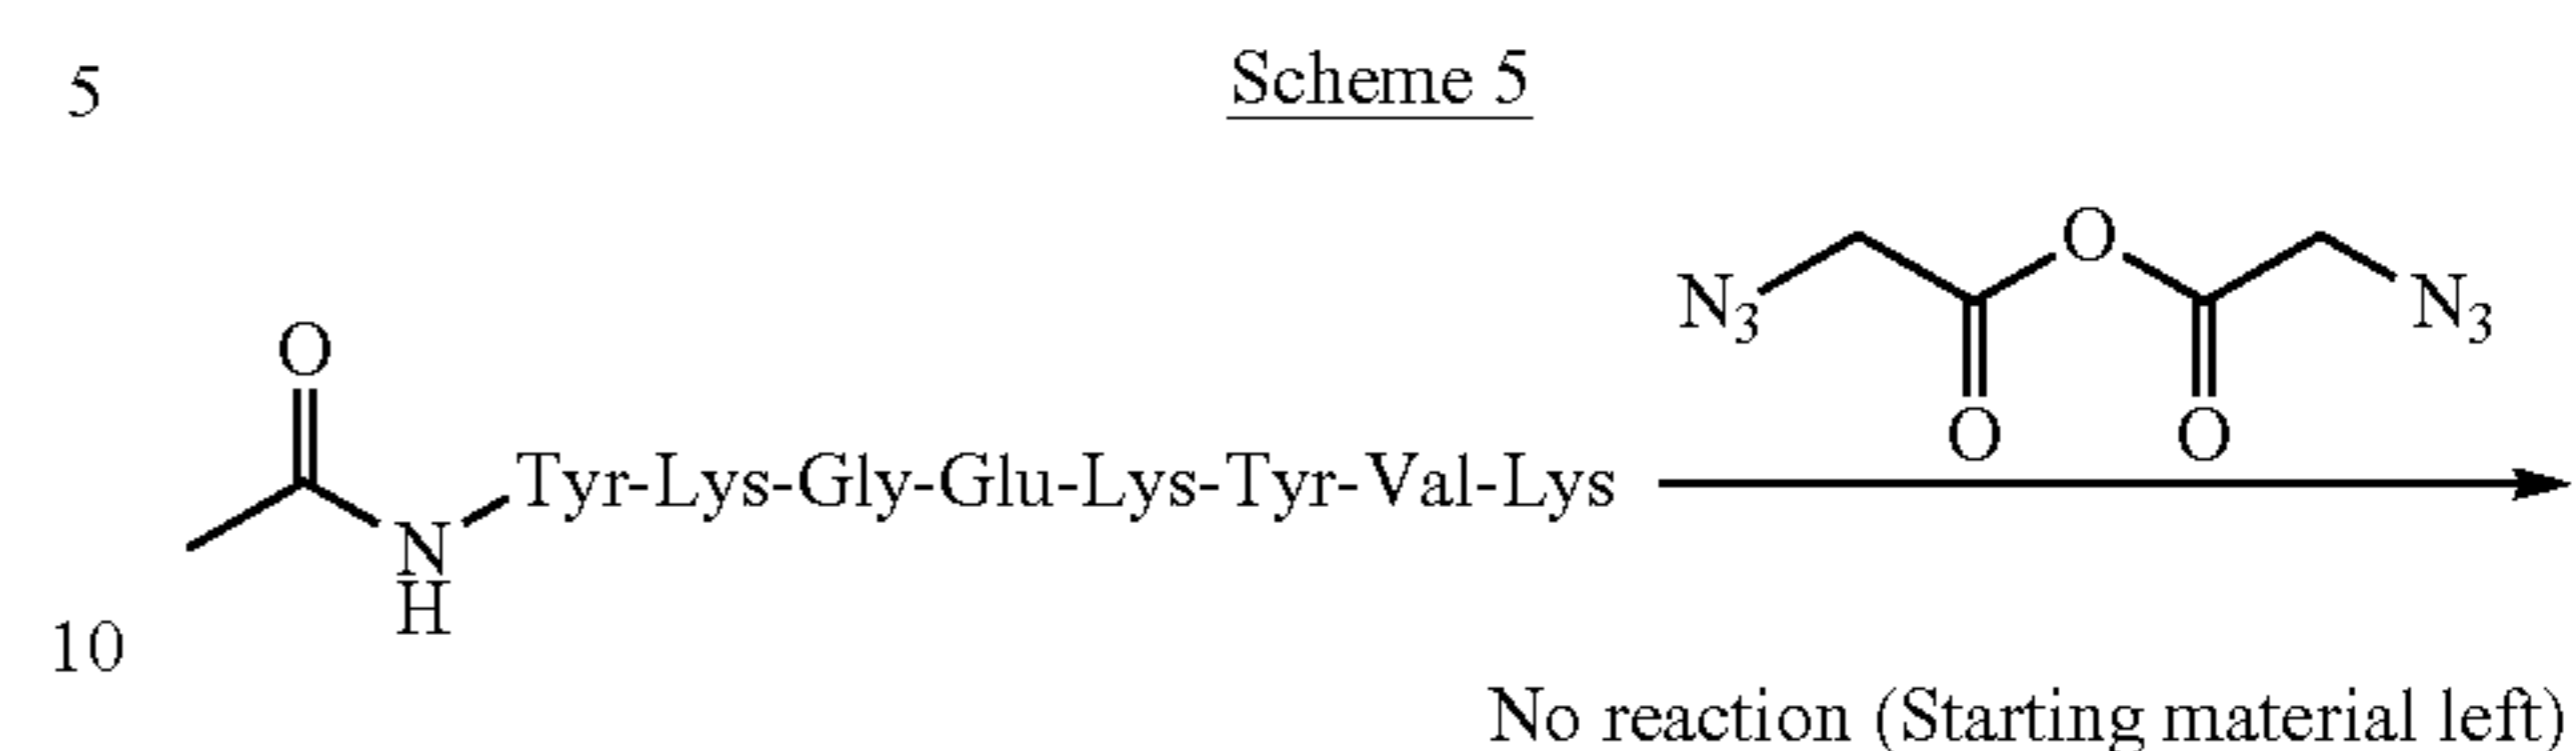 5
Scheme 5
O
N3
N3
O
O O
Tyr-Lys-Gly-Glu-Lys-Tyr-Val-Lys
N
H
10
No reaction (Starting material left)